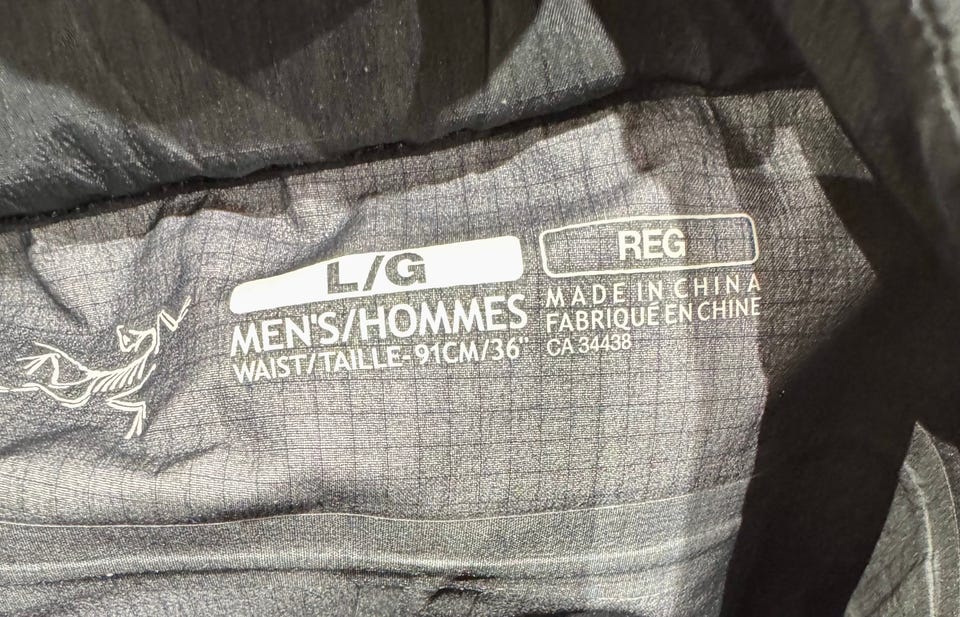 L/G
MEN'S/HOMMES
WAIST/TAILLE-91CM/36"
REG
MADE IN CHINA
FABRIQUÉ EN CHINE
CA 34438